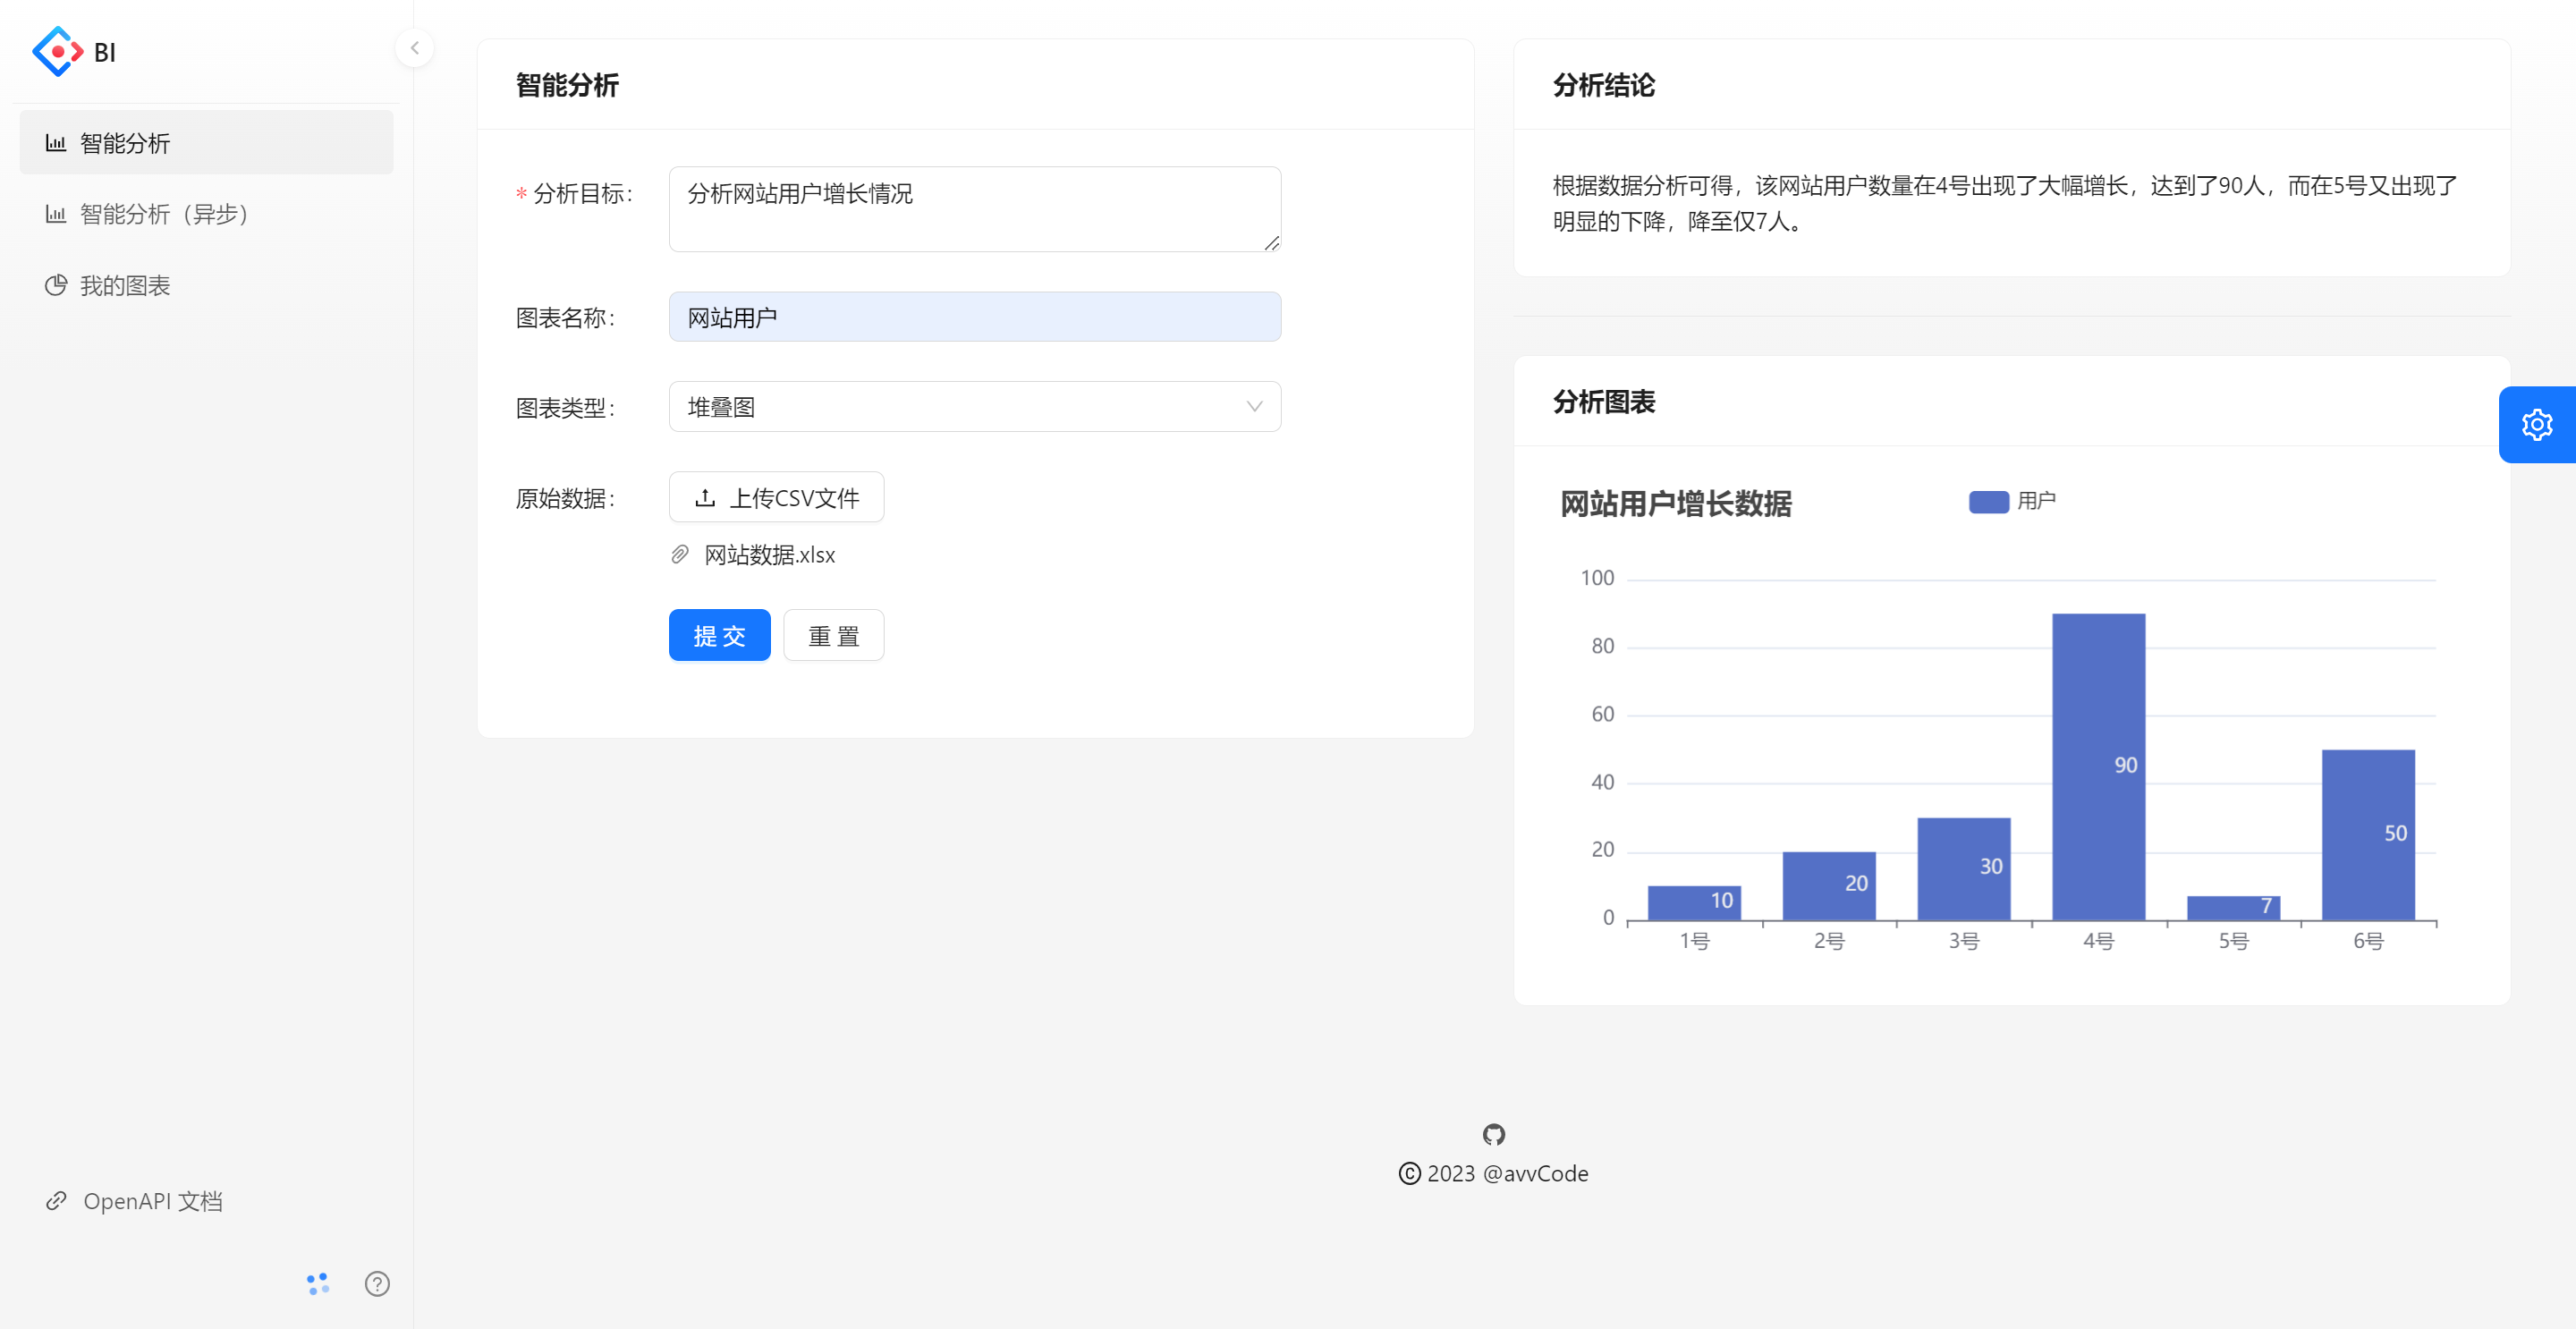 BI
智能分析
智能分析（异步）
我的图表
OpenAPI 文档
智能分析
* 分析目标：
分析网站用户增长情况
图表名称：
网站用户
图表类型：
堆叠图
原始数据：
上传CSV文件
网站数据.xlsx
提 交
重 置
分析结论
根据数据分析可得，该网站用户数量在4号出现了大幅增长，达到了90人，而在5号又出现了
明显的下降，降至仅7人。
分析图表
网站用户增长数据
用户
100
80
60
40
20
0
10
20
30
90
7
50
1号
2号
3号
4号
5号
6号
© 2023 @avvCode